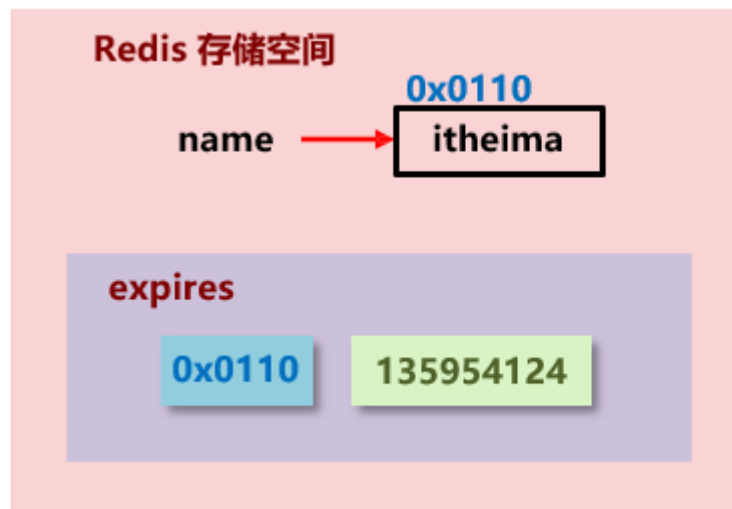 Redis 存储空间
0x0110
name itheima
expires
0x0110 135954124